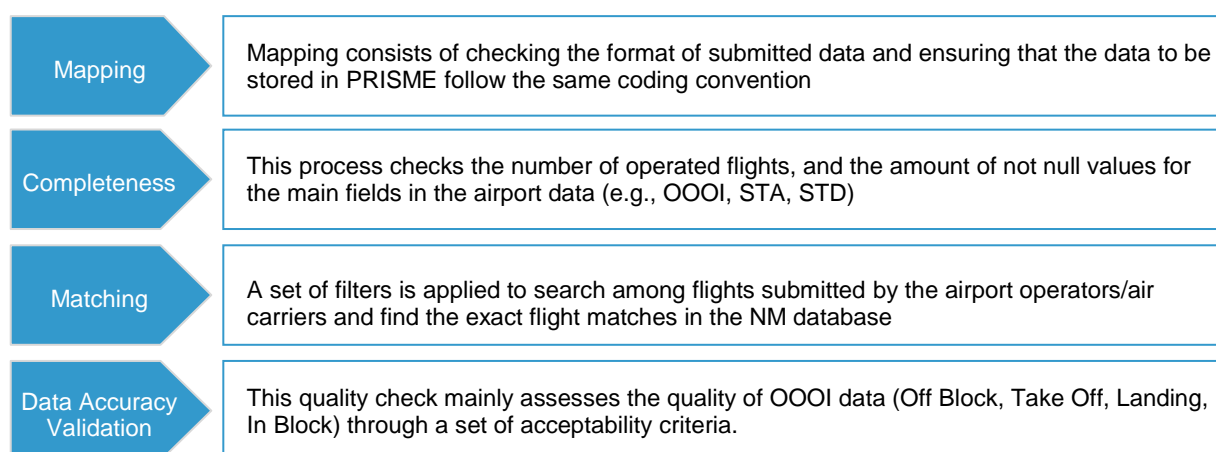 Mapping
Mapping consists of checking the format of submitted data and ensuring that the data to be
stored in PRISME follow the same coding convention
Completeness
This process checks the number of operated flights, and the amount of not null values for
the main fields in the airport data (e.g., OOOI, STA, STD)
Matching
A set of filters is applied to search among flights submitted by the airport operators/air
carriers and find the exact flight matches in the NM database
Data Accuracy
Validation
This quality check mainly assesses the quality of OOOI data (Off Block, Take Off, Landing,
In Block) through a set of acceptability criteria.